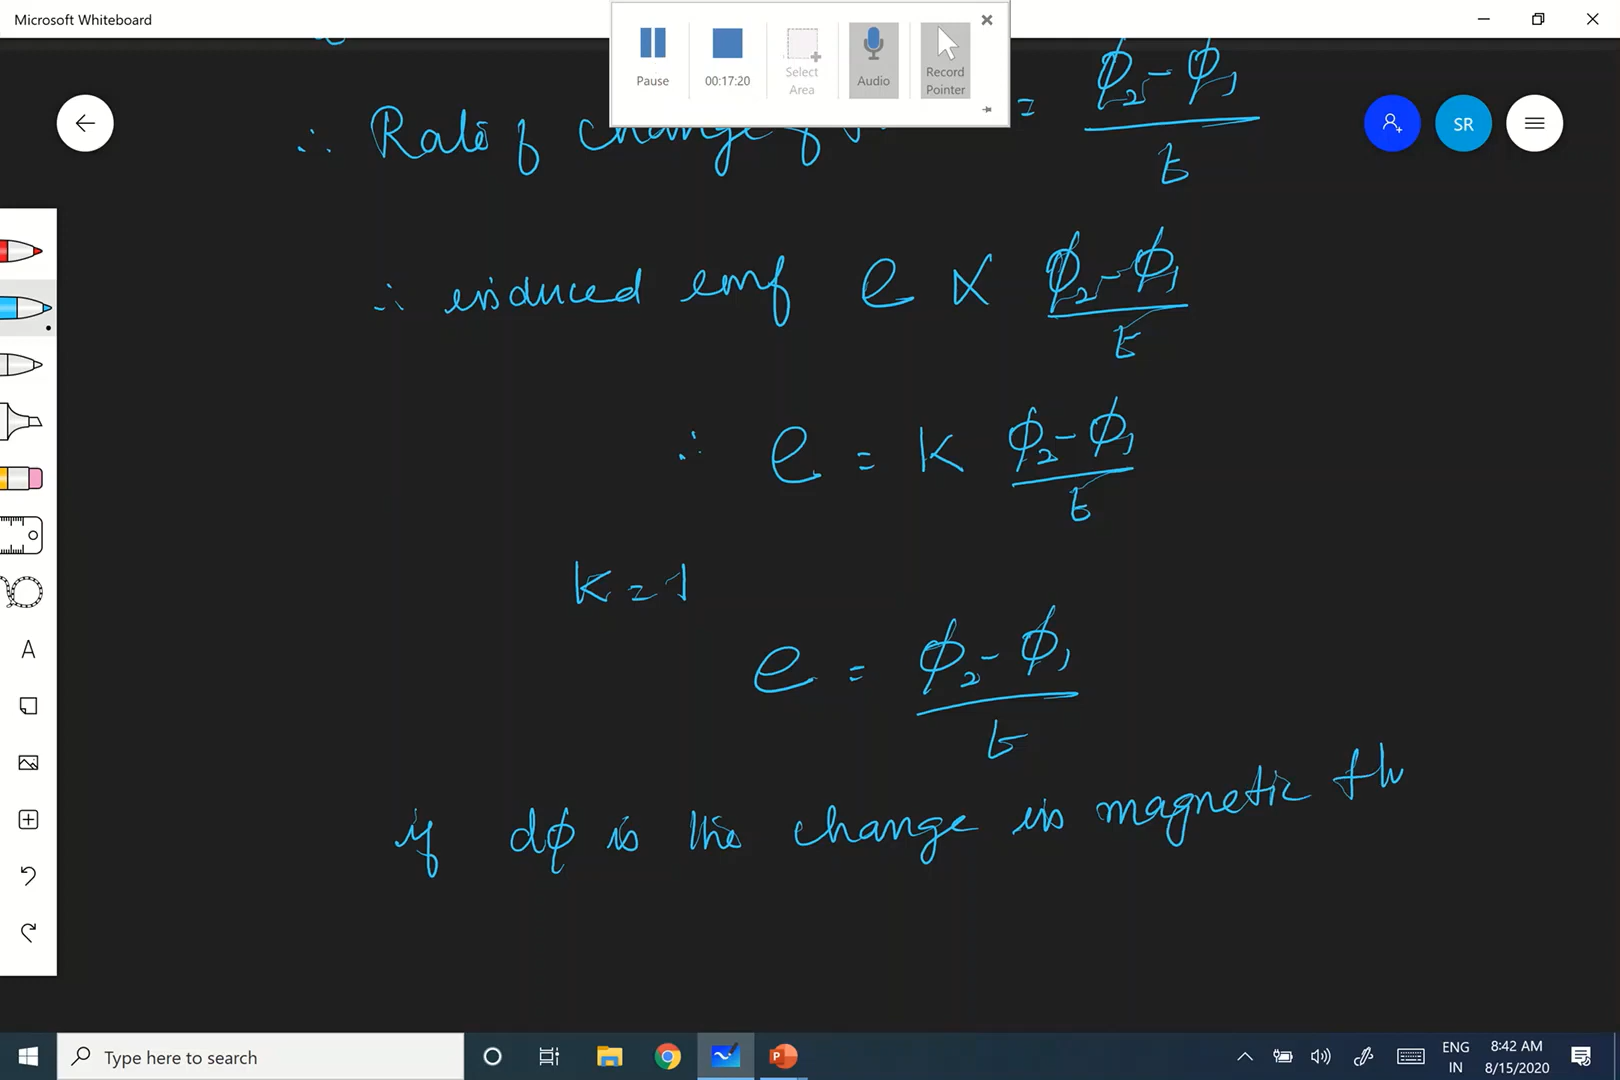 Microsoft Whiteboard
Pause
00:17:20
Select Area
Audio
Record Pointer
SR
∴ Rate of change of = ϕ₂ - ϕ₁ / t
∴ induced emf e ∝ ϕ₂ - ϕ₁ / t
∴ e = K ϕ₂ - ϕ₁ / t
K = 1
e = ϕ₂ - ϕ₁ / t
if dϕ is the change in magnetic
A
Type here to search
ENG
IN
8:42 AM
8/15/2020